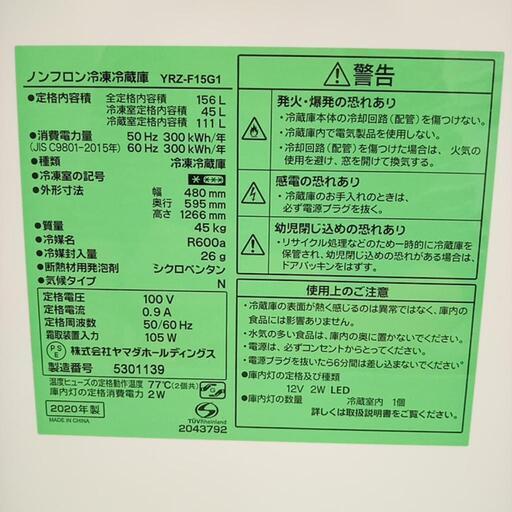 ノンフロン冷凍冷蔵庫 YRZ-F15G1
●定格内容積 全定格内容積 156 L
冷凍室定格内容積 45 L
冷蔵室定格内容積 111 L
●消費電力量 50 Hz 300 kWh/年
(JIS C9801-2015年) 60 Hz 300 kWh/年
●種類 冷凍冷蔵庫
●冷凍室の記号
●外形寸法 幅 480 mm
奥行 595 mm
高さ 1266 mm
●質量 45 kg
●冷媒名 R600a
●冷媒封入量 26 g
●断熱材用発泡剤 シクロペンタン
●気候タイプ N
定格電圧 100 V
定格電流 0.9 A
定格周波数 50/60 Hz
霜取装置入力 105 W
PSE 株式会社ヤマダホールディングス
製造番号 5301139
温度ヒューズの定格動作温度 77℃(2個共)
庫内灯の定格消費電力 2 W
2020年製
MADE IN CHINA
TÜVRheinland
2043792
警告
発火・爆発の恐れあり
・冷蔵庫本体の冷却回路(配管)を傷つけない。
・冷蔵庫内で電気製品を使用しない。
・冷却回路(配管)を傷つけた場合は、火気の
使用を避け、窓を開けて換気する。
感電の恐れあり
・冷蔵庫のお手入れのときは、
必ず電源プラグを抜く。
幼児閉じ込めの恐れあり
・リサイクル処理などのため一時的に冷蔵庫を
保管され、幼児閉じ込めが懸念される場合は、
ドアパッキンをはずす。
使用上のご注意
・冷蔵庫の表面が熱く感じるのは異常ではなく、庫内の
食品には影響ありません。
・水気の多い食品は、庫内の奥に置かないでください。
・電源は、必ずコンセントからとってください。
・電源プラグを抜いたら6分間は差し込まないでください。
●庫内灯の定格及び種類
12V 2W LED
●庫内灯の数量 冷蔵室内 1個
詳しくは取扱説明書をご覧ください。